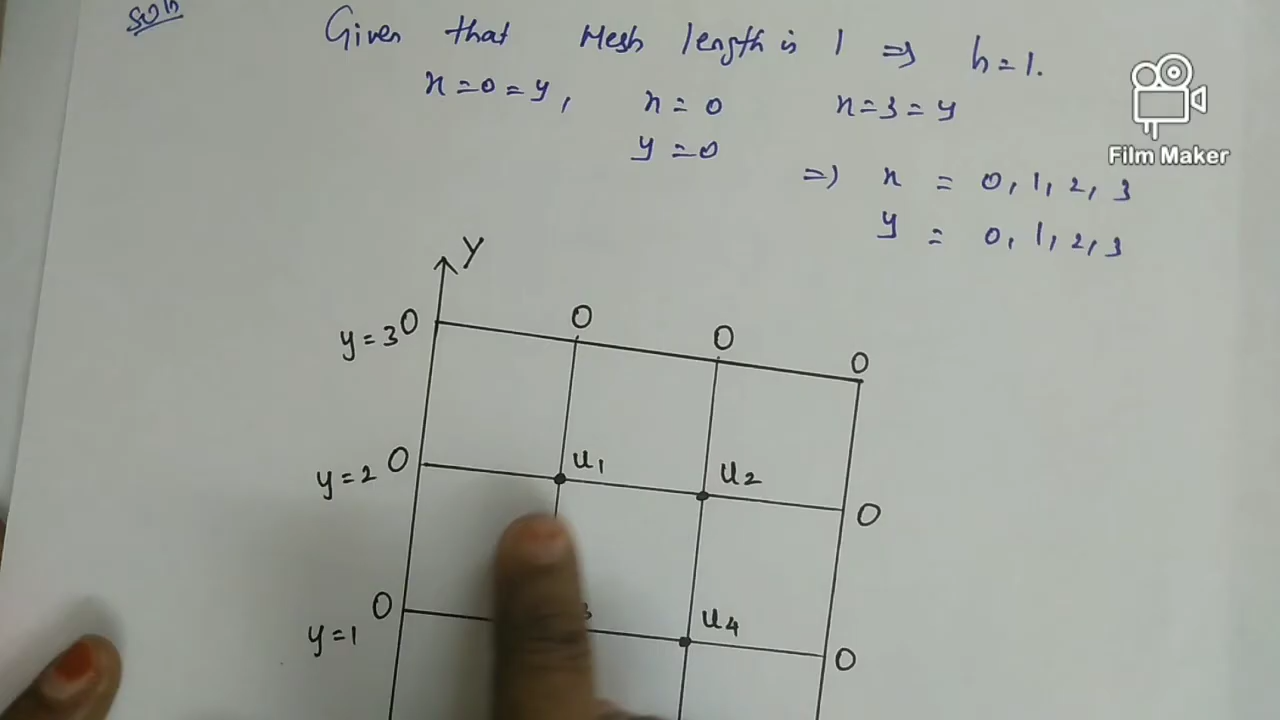 Soln
Given that Mesh length is 1 ⇒ h=1.
x=0=y, x=0 x=3=y
y=0
⇒ x = 0, 1, 2, 3
y = 0, 1, 2, 3
Film Maker
Y
y=3 0 0 0 0
y=2 0 u1 u2 0
y=1 0 3 u4 0